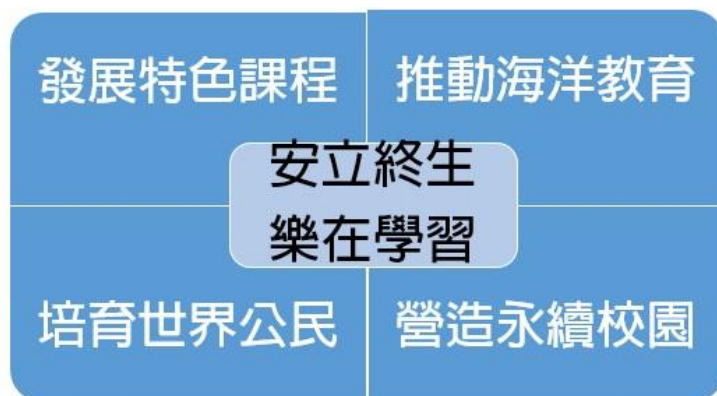 發展特色課程
推動海洋教育
安立終生
樂在學習
培育世界公民
營造永續校園